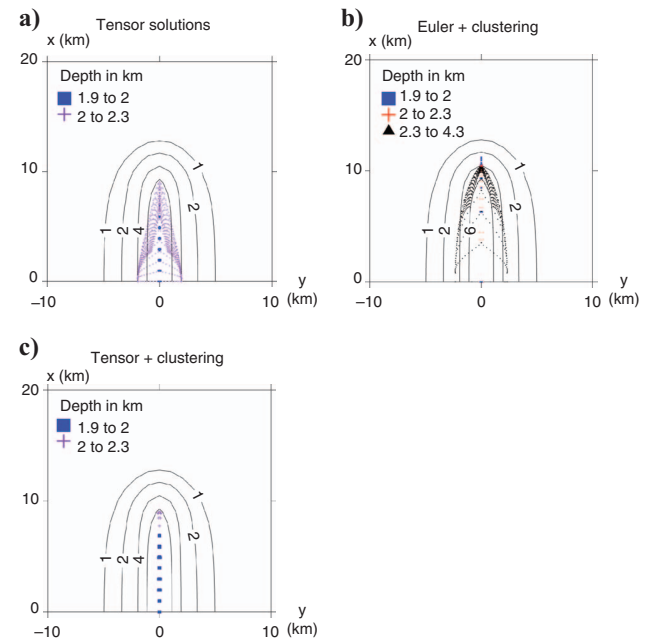 a)
Tensor solutions
x (km)
20
Depth in km
1.9 to 2
2 to 2.3
10
1
1
2
4
2
0
y
−10
0
10
(km)
b)
Euler + clustering
x (km)
20
Depth in km
1.9 to 2
2 to 2.3
2.3 to 4.3
10
1
1
2
6
2
0
y
−10
0
10
(km)
c)
Tensor + clustering
x (km)
20
Depth in km
1.9 to 2
2 to 2.3
10
1
1
2
4
2
0
y
−10
0
10
(km)